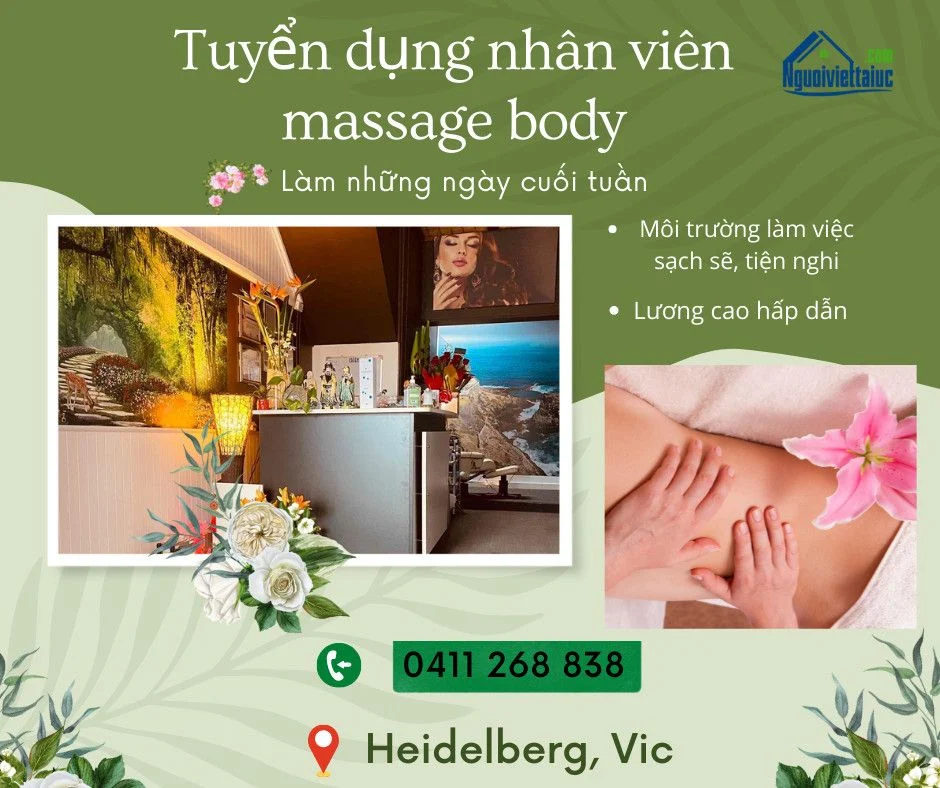 Tuyển dụng nhân viên
massage body
.com
Nguoiviettaiuc
Làm những ngày cuối tuần
Môi trường làm việc
sạch sẽ, tiện nghi
Lương cao hấp dẫn
0411 268 838
Heidelberg, Vic